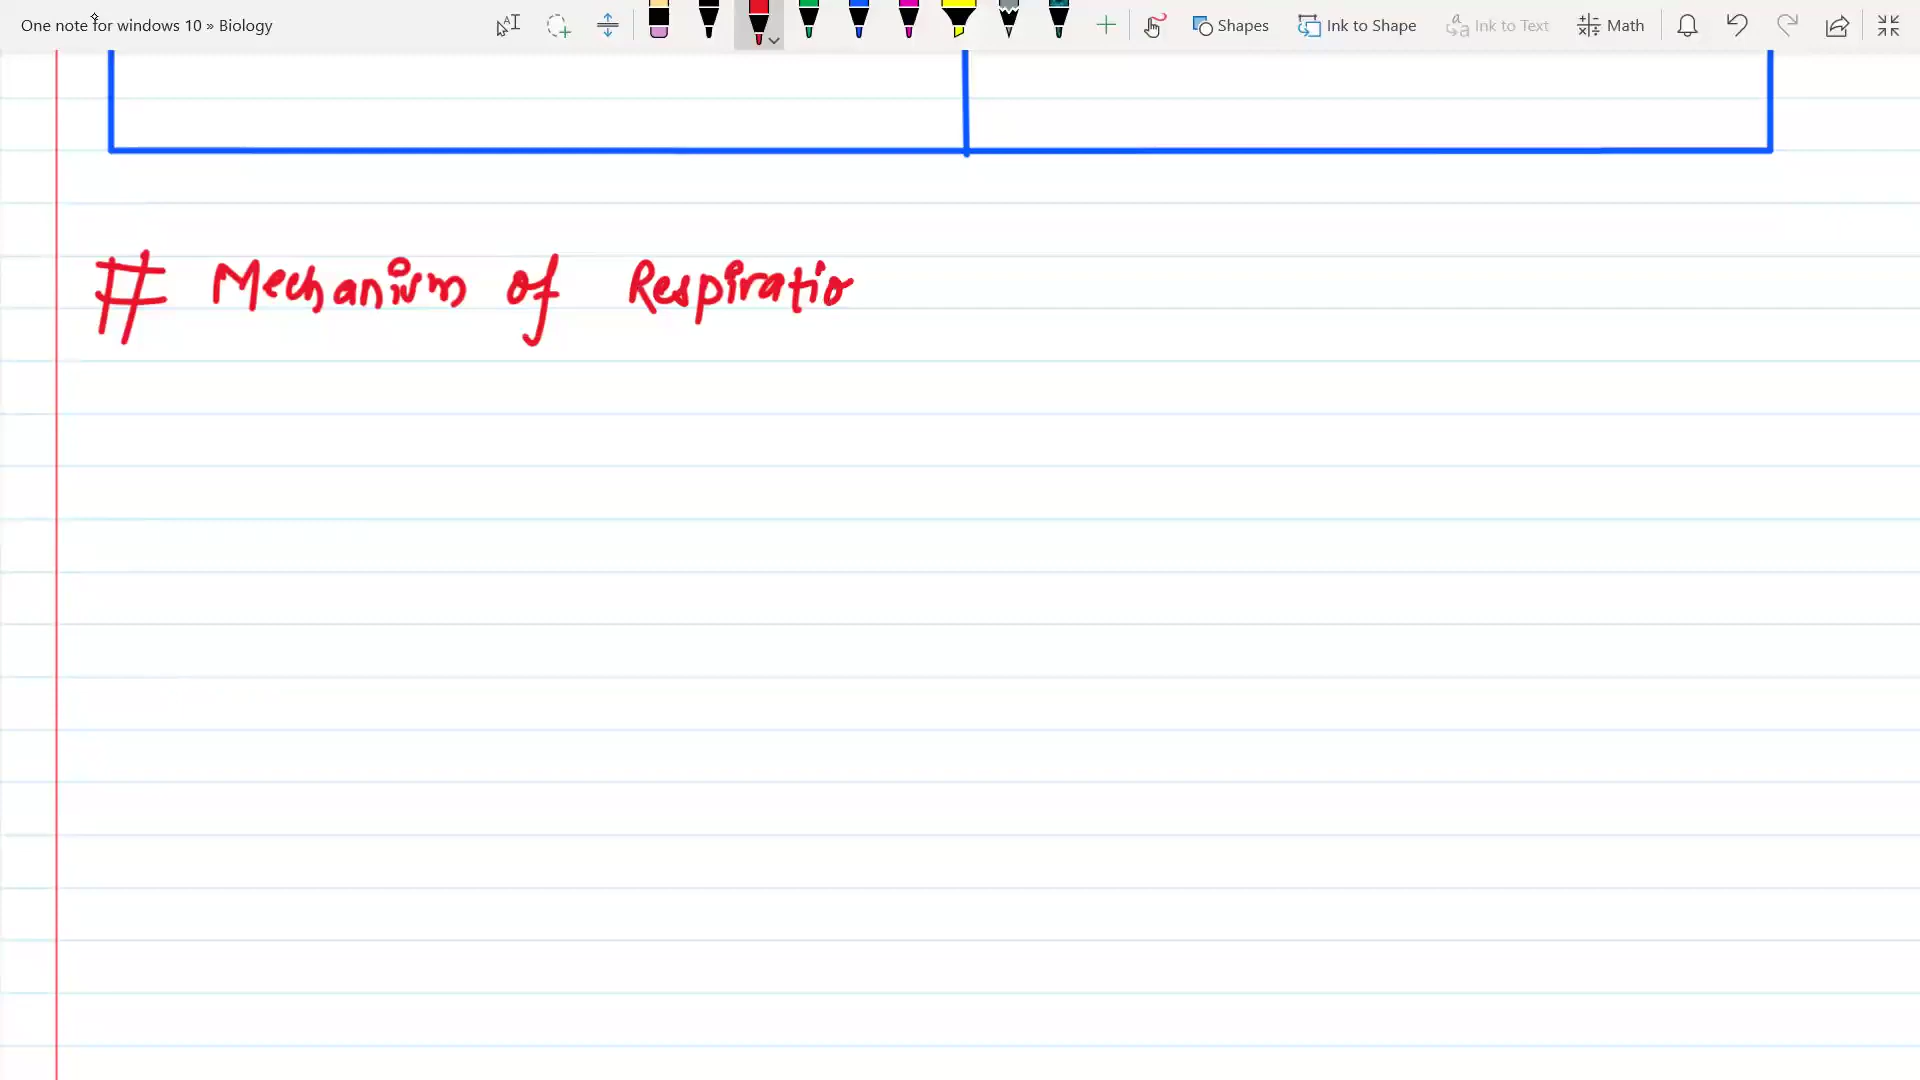 One note for windows 10 » Biology
Shapes
Ink to Shape
Ink to Text
Math
# Mechanism of Respiratio